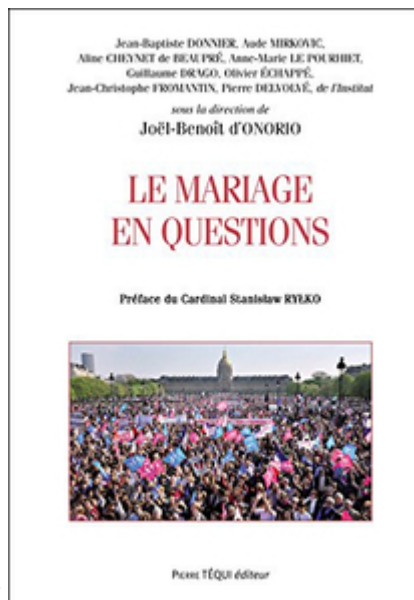 Jean-Baptiste DONNIER, Aude MIRKOVIC,
Aline CHEYNET de BEAUPRÉ, Anne-Marie LE POURHIET,
Guillaume DRAGO, Olivier ÉCHAPPÉ,
Jean-Christophe FROMANTIN, Pierre DELVOLVÉ, de l'Institut
sous la direction de
Joël-Benoît d'ONORIO
LE MARIAGE
EN QUESTIONS
Préface du Cardinal Stanisław RYŁKO
Pierre TÉQUI éditeur